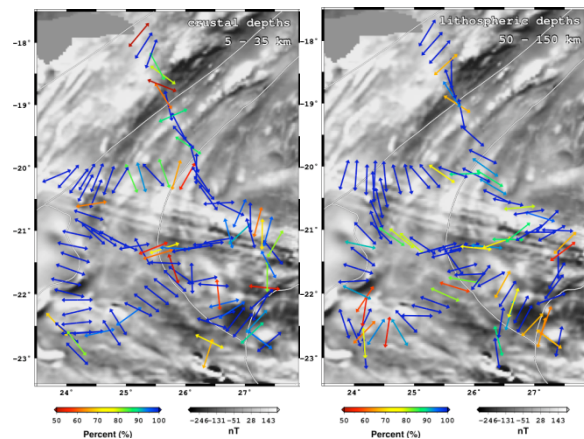 crustal depths
5 - 35 km
-18°
-19°
-20°
-21°
-22°
-23°
24°
25°
26°
27°
50 60 70 80 90 100
Percent (%)
-246-131-51 28 143
nT
lithospheric depths
50 - 150 km
-18°
-19°
-20°
-21°
-22°
-23°
24°
25°
26°
27°
50 60 70 80 90 100
Percent (%)
-246-131-51 28 143
nT